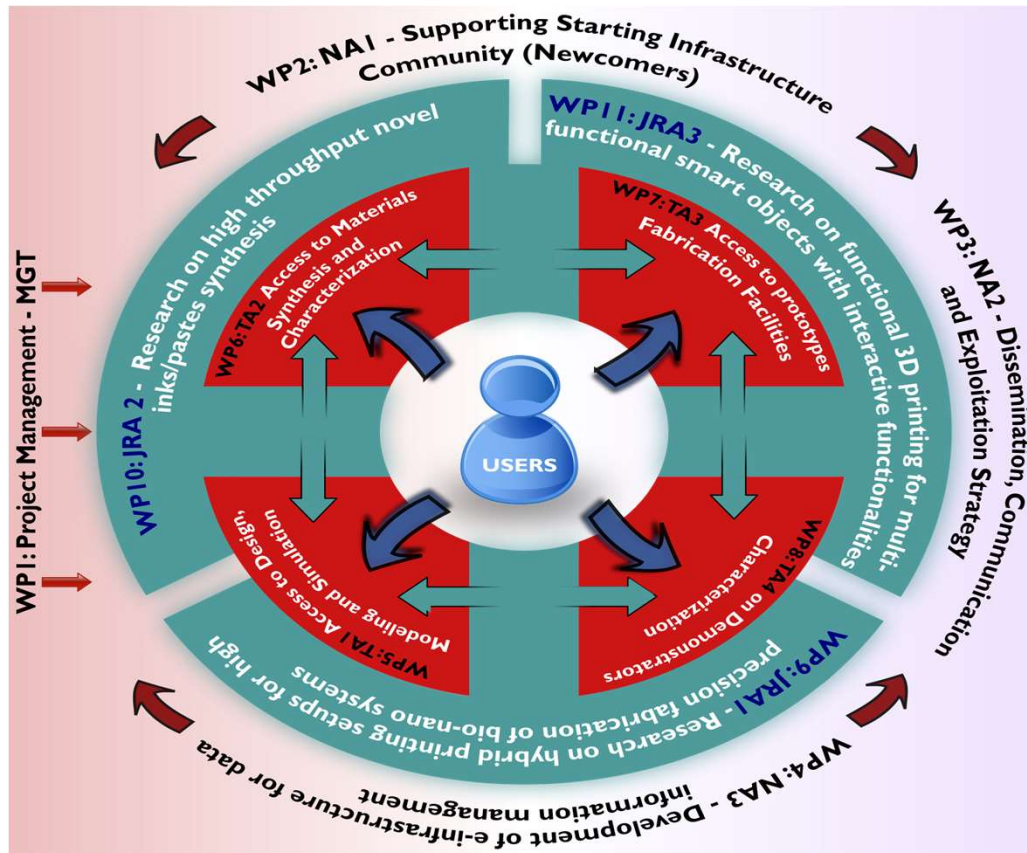 WP2: NA1 - Supporting Starting Infrastructure
Community (Newcomers)
WP1: Project Management - MGT
WP10: JRA 2 - Research on high throughput novel
inks/pastes synthesis
WP11: JRA3 - Research on functional 3D printing for multi-
functional smart objects with interactive functionalities
WP3: NA2 - Dissemination, Communication
and Exploitation Strategy
WP6: TA2 Access to Materials
Synthesis and
Characterization
WP7: TA3 Access to prototypes
Fabrication Facilities
USERS
WP5: TA1 Access to Design,
Modeling and Simulation
WP8: TA4 on Demonstrators
Characterization
WP9: JRA1 - Research on hybrid printing setups for high
precision fabrication of bio-nano systems
WP4: NA3 - Development of e-infrastructure for data
information management